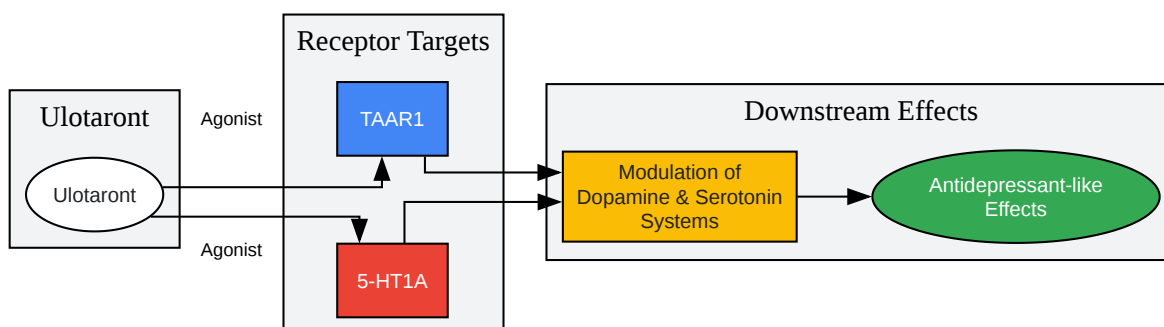 Ulotaront
Ulotaront
Agonist
Agonist
Receptor Targets
TAAR1
5-HT1A
Downstream Effects
Modulation of
Dopamine & Serotonin
Systems
Antidepressant-like
Effects